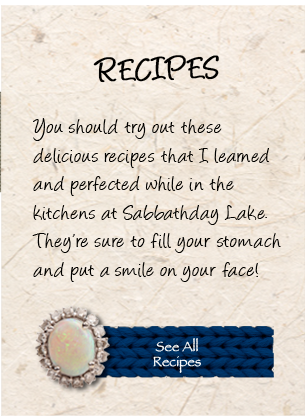 RECIPES
You should try out these
delicious recipes that I learned
and perfected while in the
kitchens at Sabbathday Lake.
They're sure to fill your stomach
and put a smile on your face!
See All
Recipes